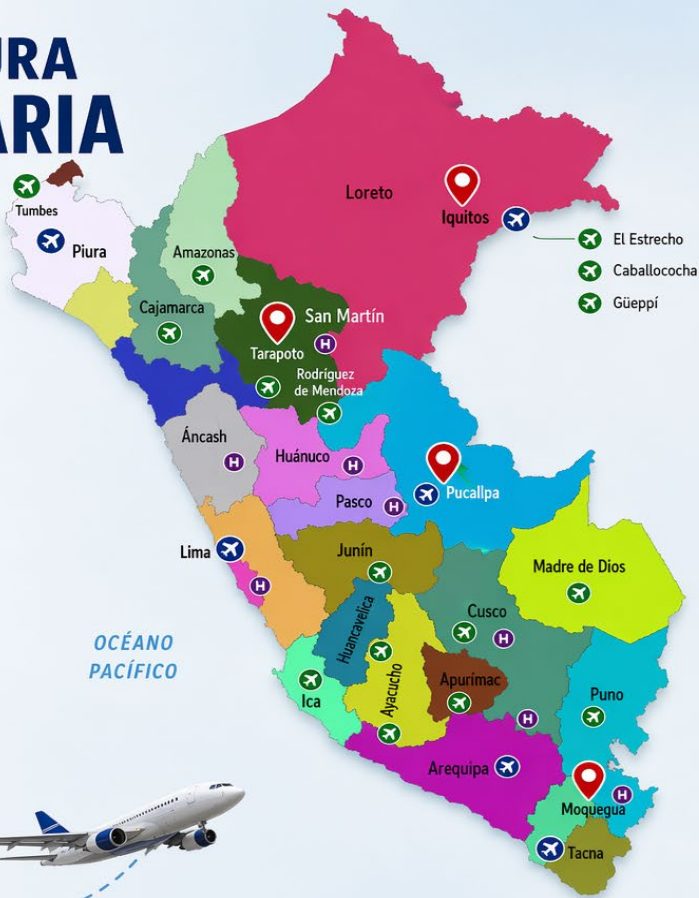 URA
ARIA
Tumbes
Piura
Amazonas
Cajamarca
Loreto
Iquitos
El Estrecho
Caballococha
Güeppí
San Martín
H
Tarapoto
Rodríguez
de Mendoza
Áncash
H
Huánuco
H
Pasco
H
Pucallpa
Lima
H
Junín
Madre de Dios
Huancavelica
Ayacucho
Cusco
H
Apurímac
Ica
Puno
H
Arequipa
Moquegua
H
Tacna
OCÉANO
PACÍFICO